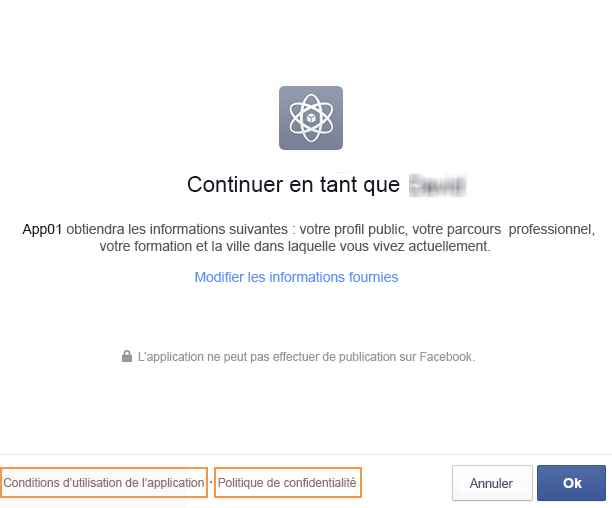 Continuer en tant que
App01 obtiendra les informations suivantes : votre profil public, votre parcours professionnel,
votre formation et la ville dans laquelle vous vivez actuellement.
Modifier les informations fournies
L'application ne peut pas effectuer de publication sur Facebook.
Conditions d'utilisation de l'application · Politique de confidentialité
Annuler
Ok